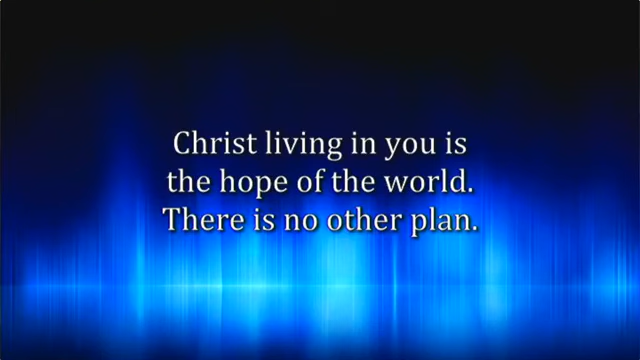 Christ living in you is
the hope of the world.
There is no other plan.